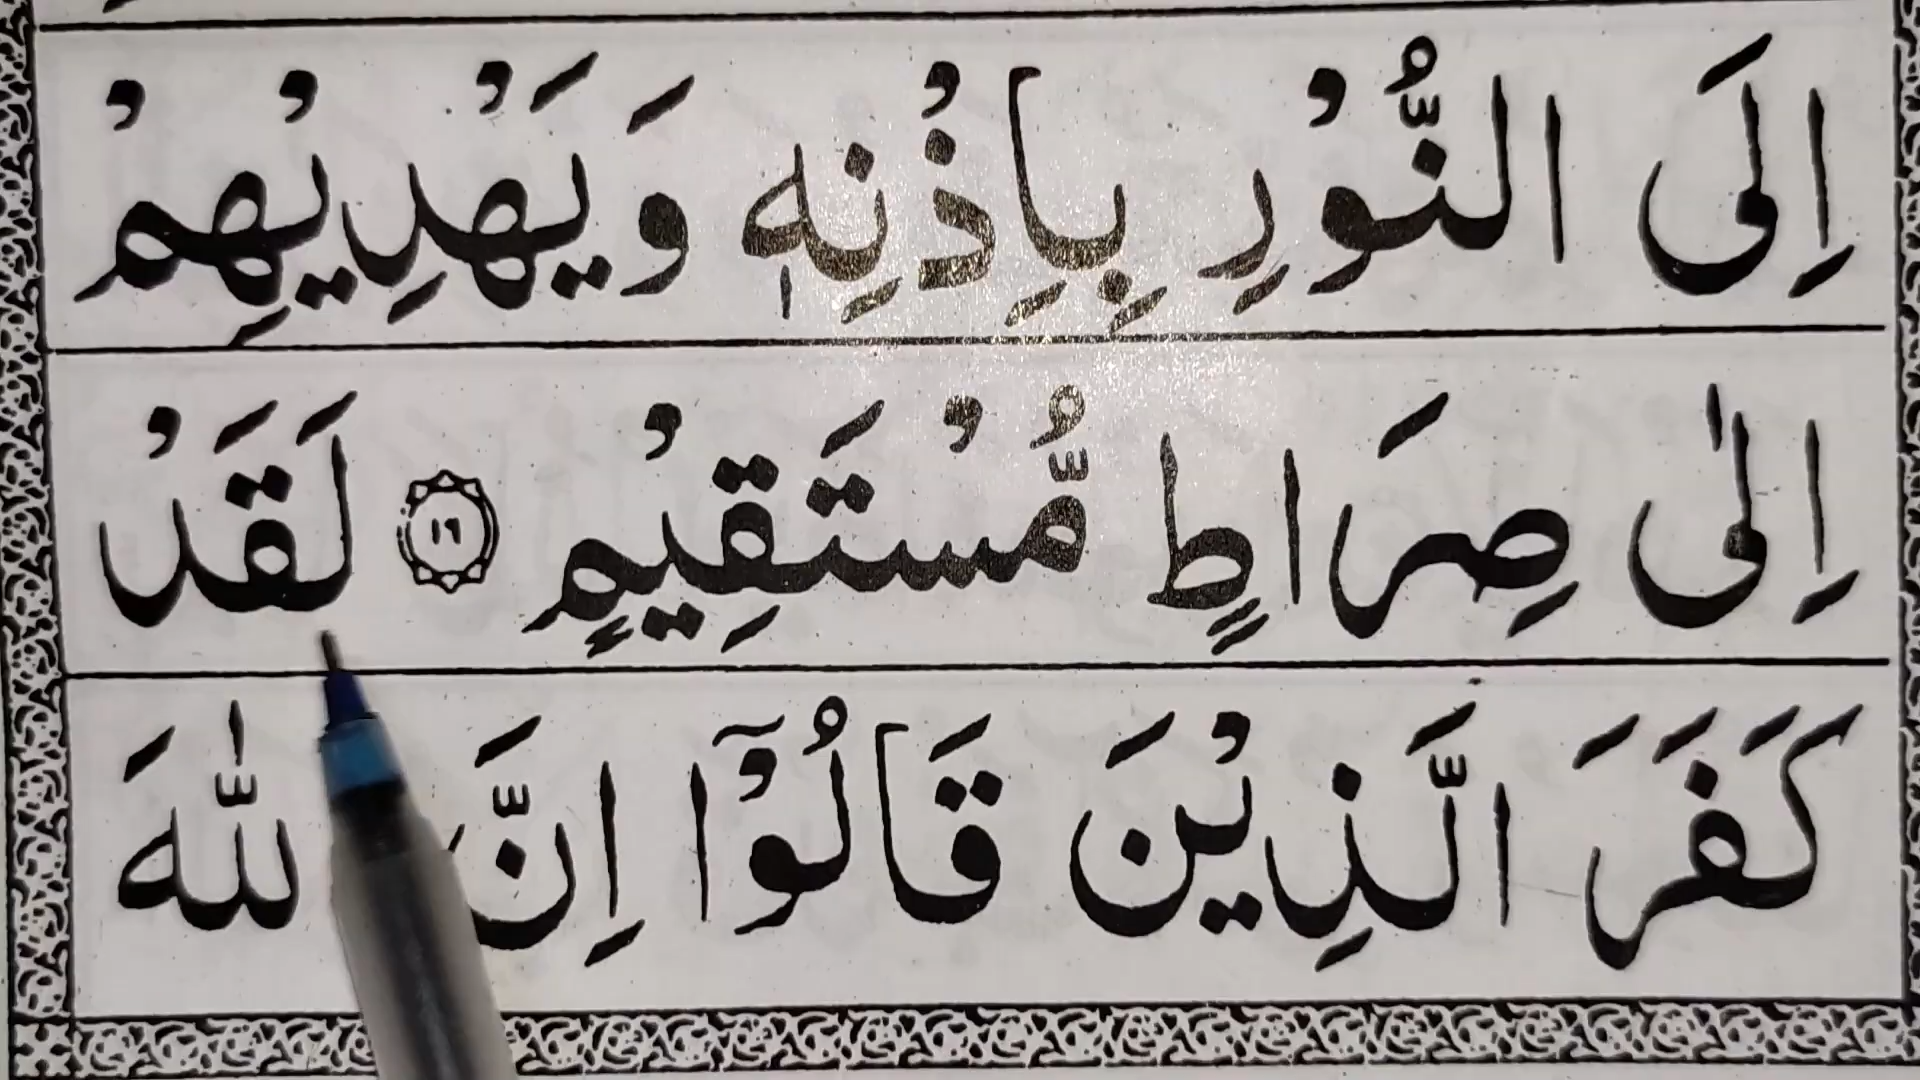 اِلَى النُّوْرِ بِاِذْنِهٖ وَيَهْدِيْهِمْ
اِلٰى صِرَاطٍ مُّسْتَقِيْمٍ ١٦ لَقَدْ
كَفَرَ الَّذِيْنَ قَالُوْۤا اِنَّ اللّٰهَ